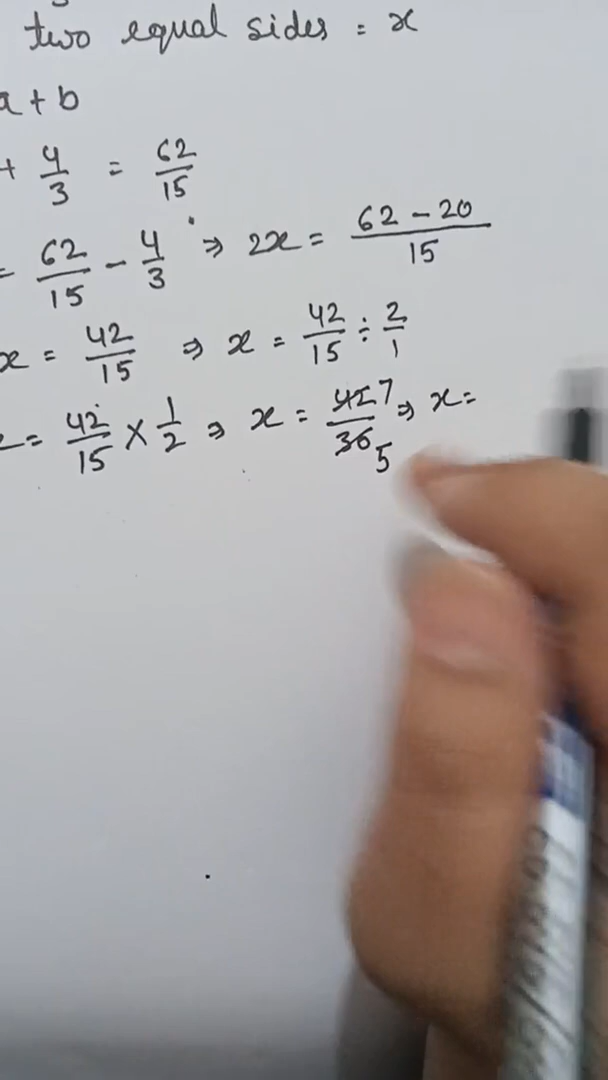 two equal sides = x
a + b
+ 4/3 = 62/15
= 62/15 - 4/3 ⇒ 2x = 62 - 20/15
x = 42/15 ⇒ x = 42/15 ÷ 2/1
= 42/15 × 1/2 ⇒ x = 42 7/30 5 ⇒ x =